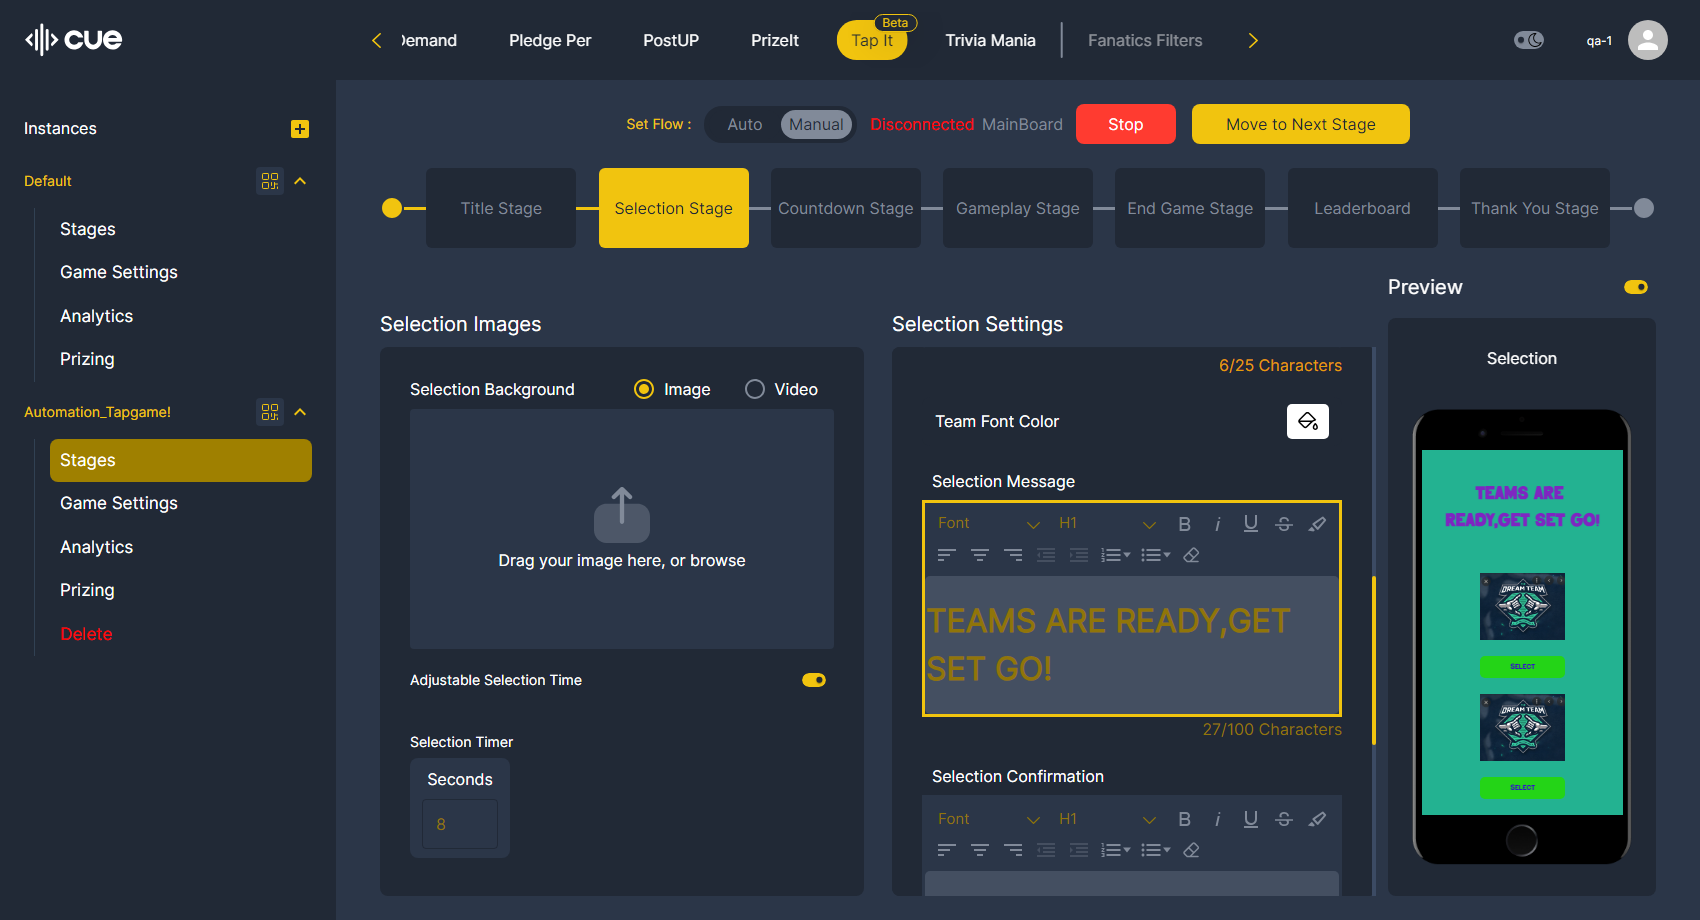 cue
Demand
Pledge Per
PostUP
PrizeIt
Tap It
Beta
Trivia Mania
Fanatics Filters
qa-1
Instances
Default
Stages
Game Settings
Analytics
Prizing
Automation_Tapgame!
Stages
Game Settings
Analytics
Prizing
Delete
Set Flow :
Auto
Manual
Disconnected MainBoard
Stop
Move to Next Stage
Title Stage
Selection Stage
Countdown Stage
Gameplay Stage
End Game Stage
Leaderboard
Thank You Stage
Selection Images
Selection Background
Image
Video
Drag your image here, or browse
Adjustable Selection Time
Selection Timer
Seconds
8
Selection Settings
6/25 Characters
Team Font Color
Selection Message
Font
H1
TEAMS ARE READY,GET
SET GO!
27/100 Characters
Selection Confirmation
Font
H1
Preview
Selection
TEAMS ARE
READY,GET SET GO!
DREAM TEAM
SELECT
DREAM TEAM
SELECT